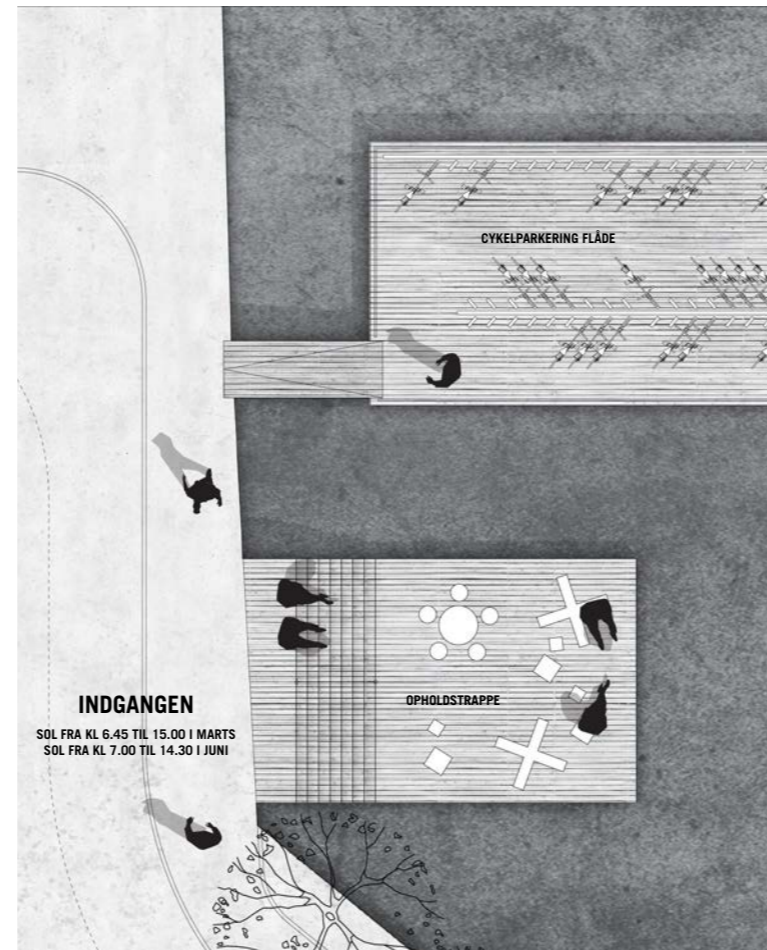 CYKELPARKERING FLÅDE
INDGANGEN
SOL FRA KL 6.45 TIL 15.00 I MARTS
SOL FRA KL 7.00 TIL 14.30 I JUNI
OPHOLDSTRAPPE